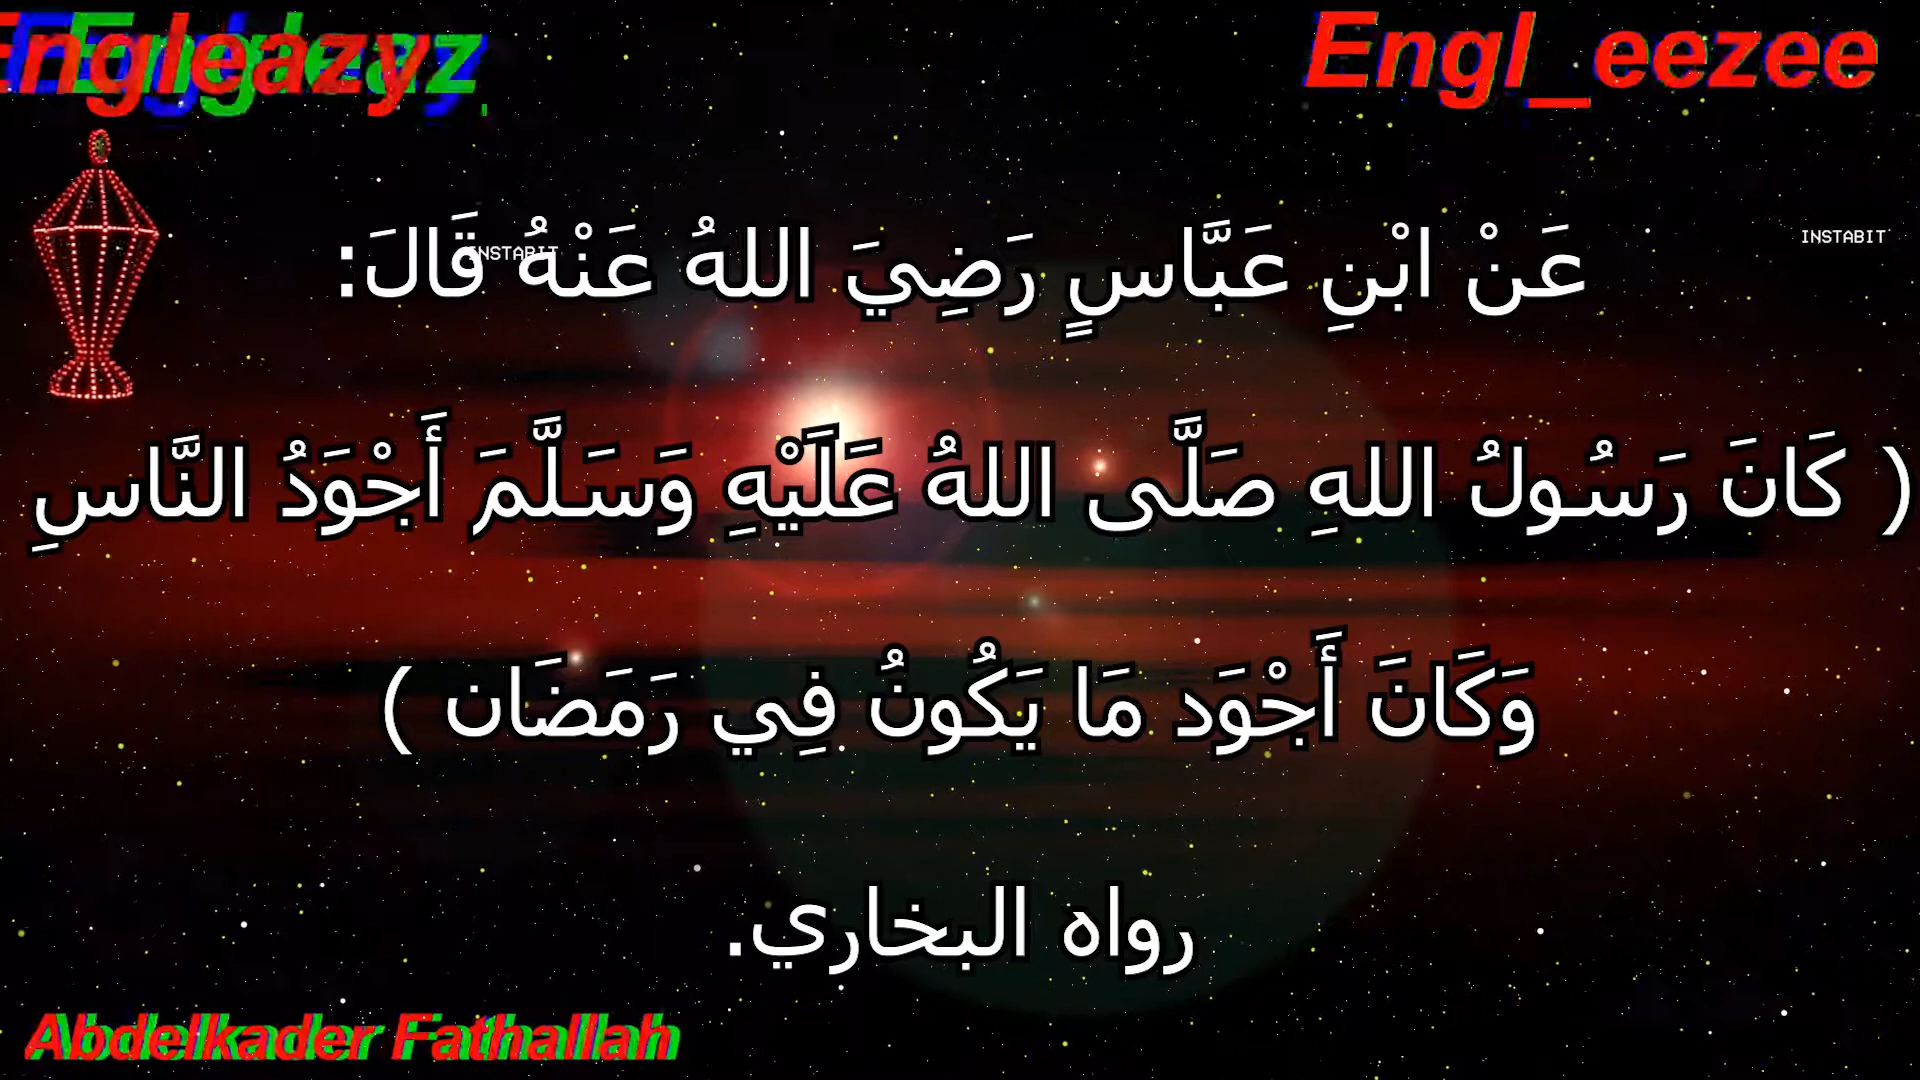 Engleazy
Engl_eezee
INSTABIT
INSTABIT
عَنْ ابْنِ عَبَّاسٍ رَضِيَ اللهُ عَنْهُ قَالَ:
( كَانَ رَسُولُ اللهِ صَلَّى اللهُ عَلَيْهِ وَسَلَّمَ أَجْوَدُ النَّاسِ
وَكَانَ أَجْوَد مَا يَكُونُ فِي رَمَضَان )
رواه البخاري.
Abdelkader Fathallah